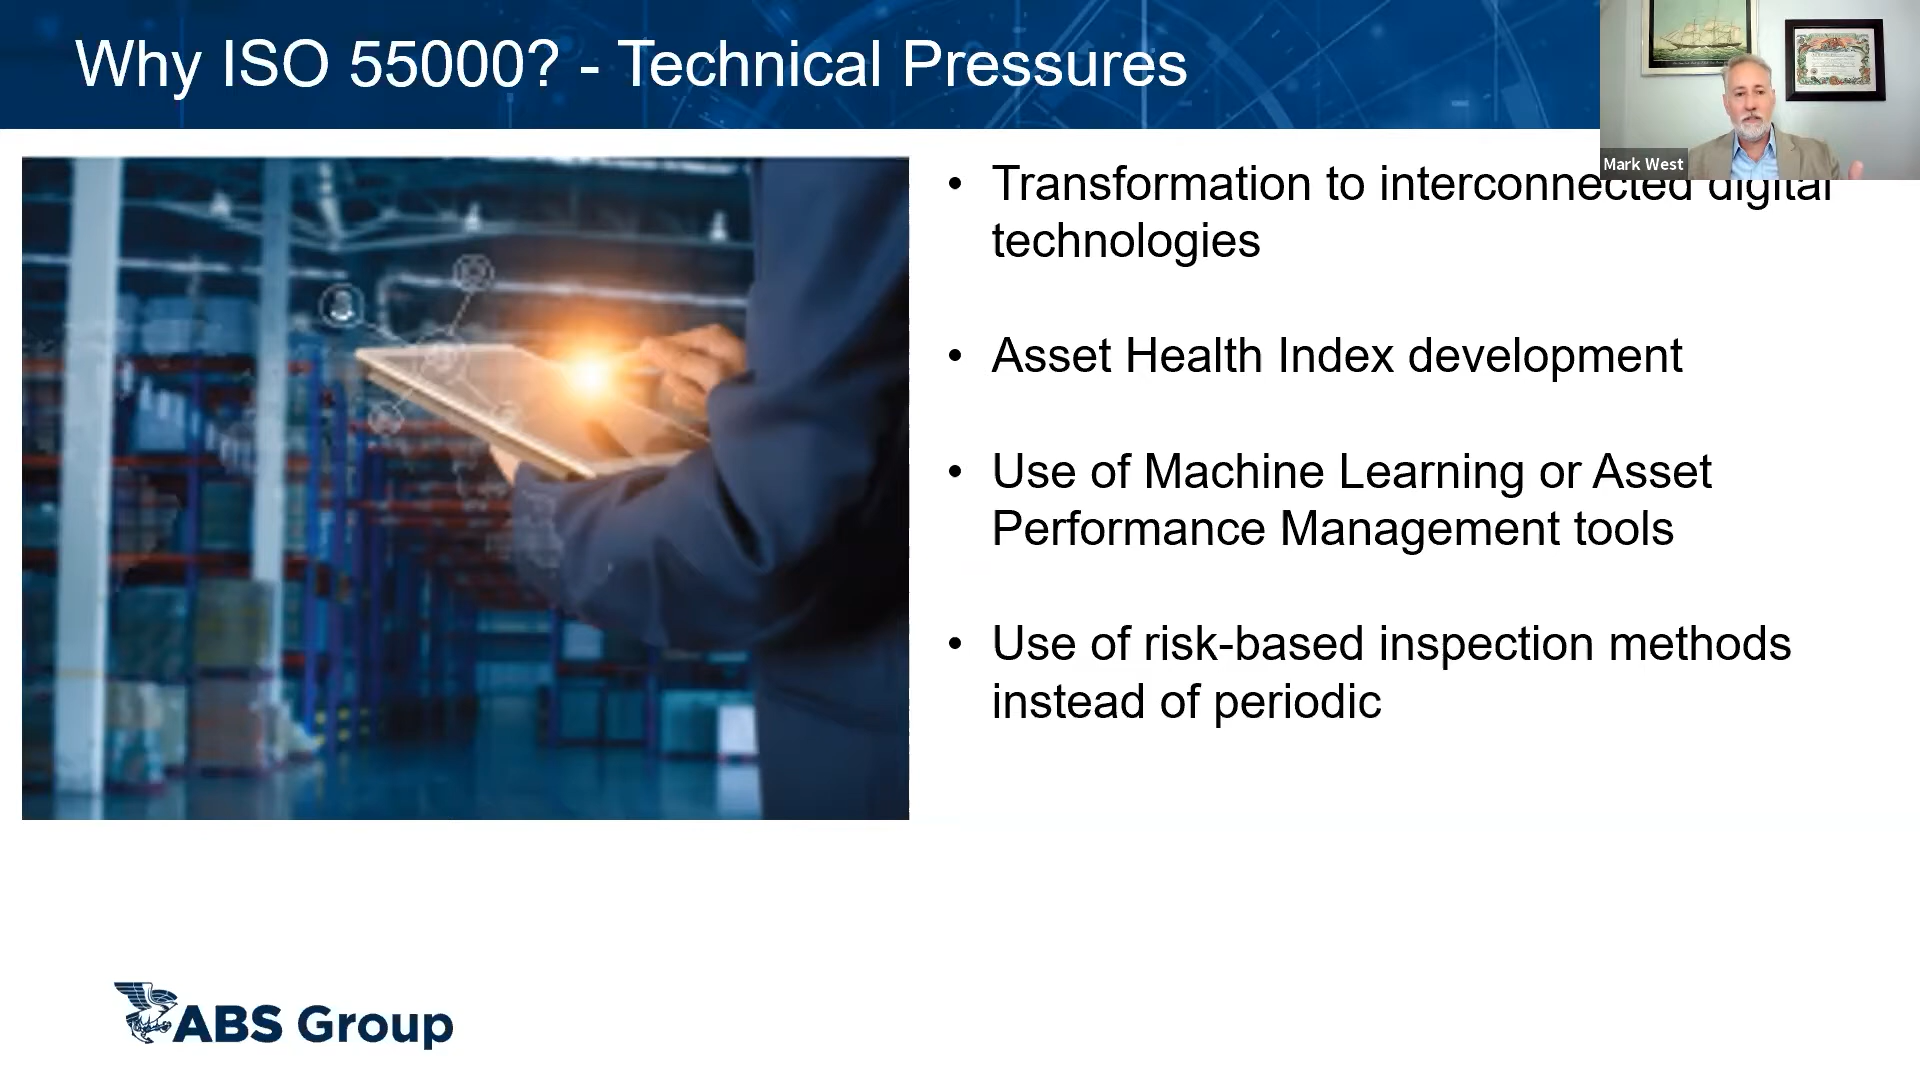 Why ISO 55000? - Technical Pressures
Mark West
• Transformation to interconnected digital
technologies
• Asset Health Index development
• Use of Machine Learning or Asset
Performance Management tools
• Use of risk-based inspection methods
instead of periodic
ABS Group